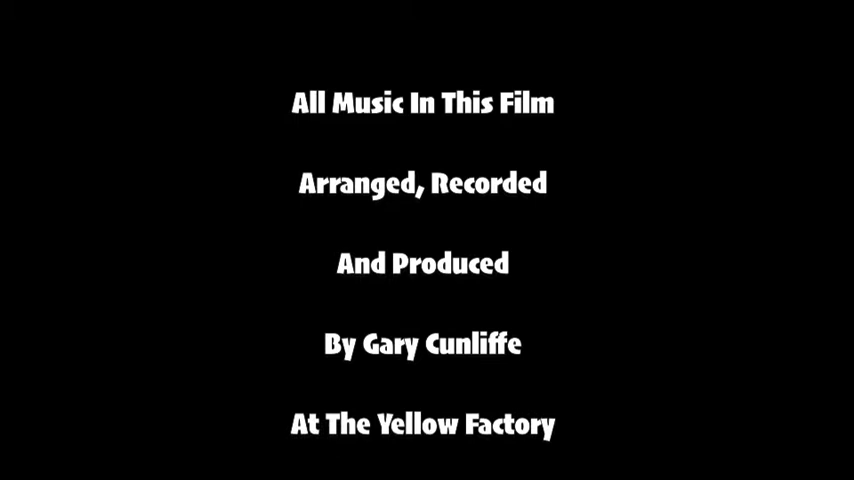 All Music In This Film
Arranged, Recorded
And Produced
By Gary Cunliffe
At The Yellow Factory